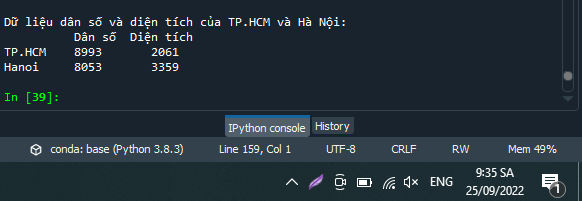 Dữ liệu dân số và diện tích của TP.HCM và Hà Nội:
Dân số Diện tích
TP.HCM 8993 2061
Hanoi 8053 3359
In [39]:
IPython console History
conda: base (Python 3.8.3) Line 159, Col 1 UTF-8 CRLF RW Mem 49%
ENG 9:35 SA
25/09/2022 1